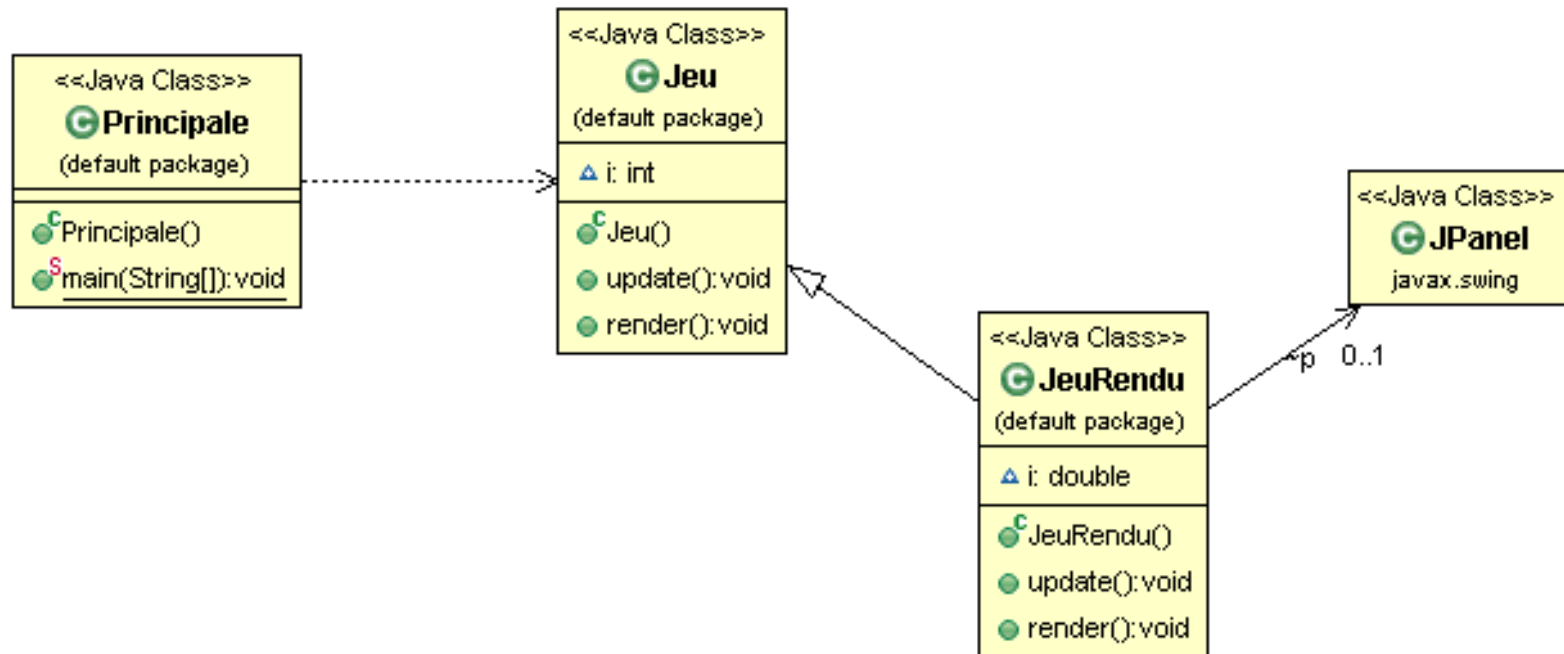 <<Java Class>>
Principale
(default package)
Principale()
main(String[]):void
<<Java Class>>
Jeu
(default package)
i: int
Jeu()
update():void
render():void
<<Java Class>>
JeuRendu
(default package)
i: double
JeuRendu()
update():void
render():void
~p 0..1
<<Java Class>>
JPanel
javax.swing